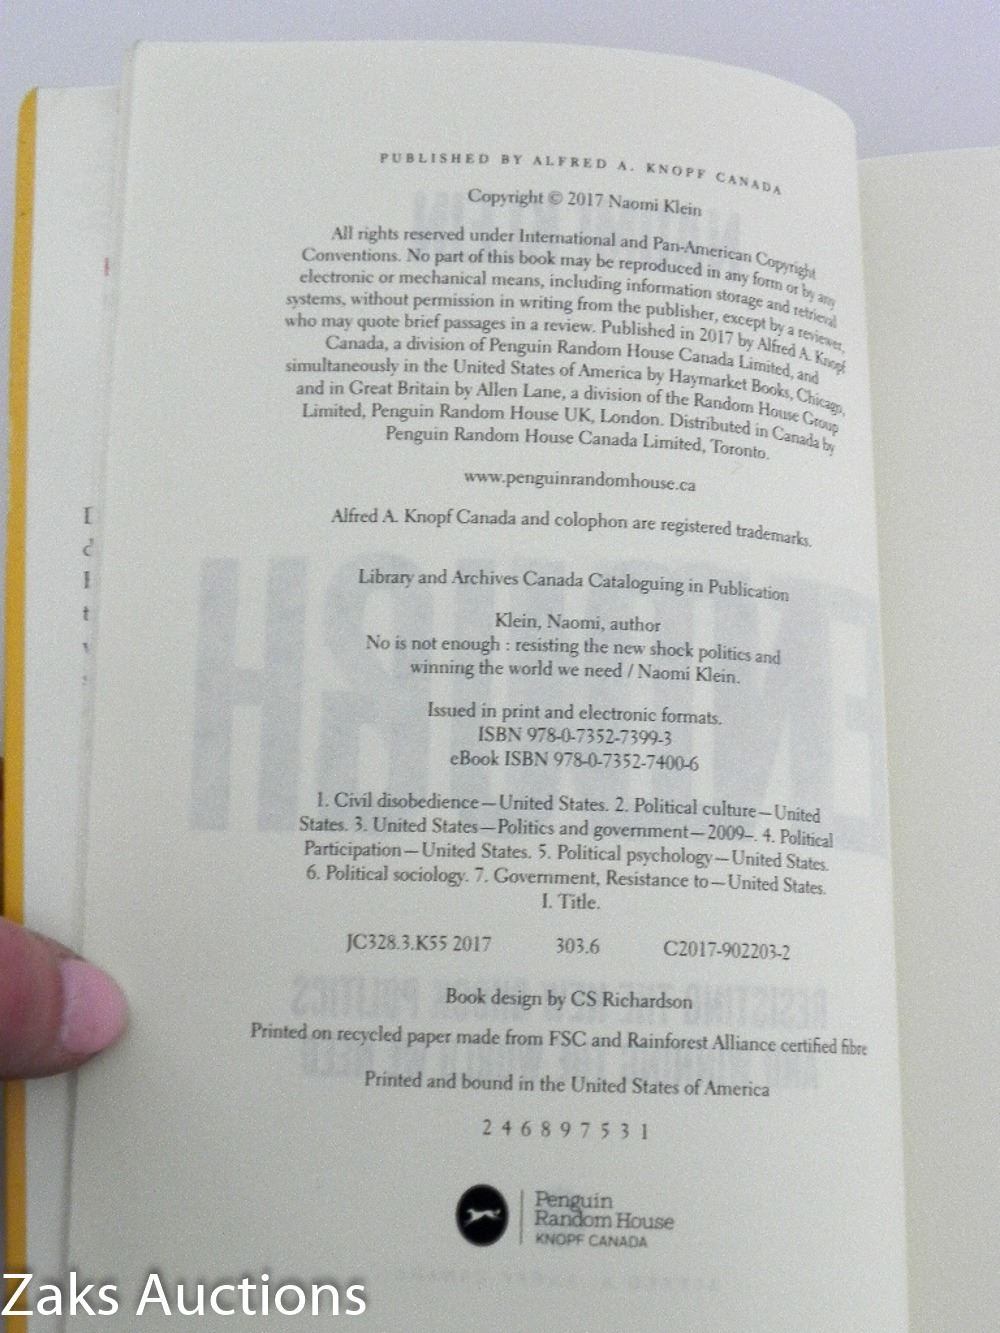 PUBLISHED BY ALFRED A. KNOPF CANADA
Copyright © 2017 Naomi Klein
All rights reserved under International and Pan-American Copyright
Conventions. No part of this book may be reproduced in any form or by any
electronic or mechanical means, including information storage and retrieval
systems, without permission in writing from the publisher, except by a reviewer,
who may quote brief passages in a review. Published in 2017 by Alfred A. Knopf
Canada, a division of Penguin Random House Canada Limited, and
simultaneously in the United States of America by Haymarket Books, Chicago,
and in Great Britain by Allen Lane, a division of the Random House Group
Limited, Penguin Random House UK, London. Distributed in Canada by
Penguin Random House Canada Limited, Toronto.
www.penguinrandomhouse.ca
Alfred A. Knopf Canada and colophon are registered trademarks.
Library and Archives Canada Cataloguing in Publication
Klein, Naomi, author
No is not enough : resisting the new shock politics and
winning the world we need / Naomi Klein.
Issued in print and electronic formats.
ISBN 978-0-7352-7399-3
eBook ISBN 978-0-7352-7400-6
1. Civil disobedience—United States. 2. Political culture—United
States. 3. United States—Politics and government—2009–. 4. Political
Participation—United States. 5. Political psychology—United States.
6. Political sociology. 7. Government, Resistance to—United States.
I. Title.
JC328.3.K55 2017 303.6 C2017-902203-2
Book design by CS Richardson
Printed on recycled paper made from FSC and Rainforest Alliance certified fibre
Printed and bound in the United States of America
2 4 6 8 9 7 5 3 1
Penguin
Random House
KNOPF CANADA
Zaks Auctions